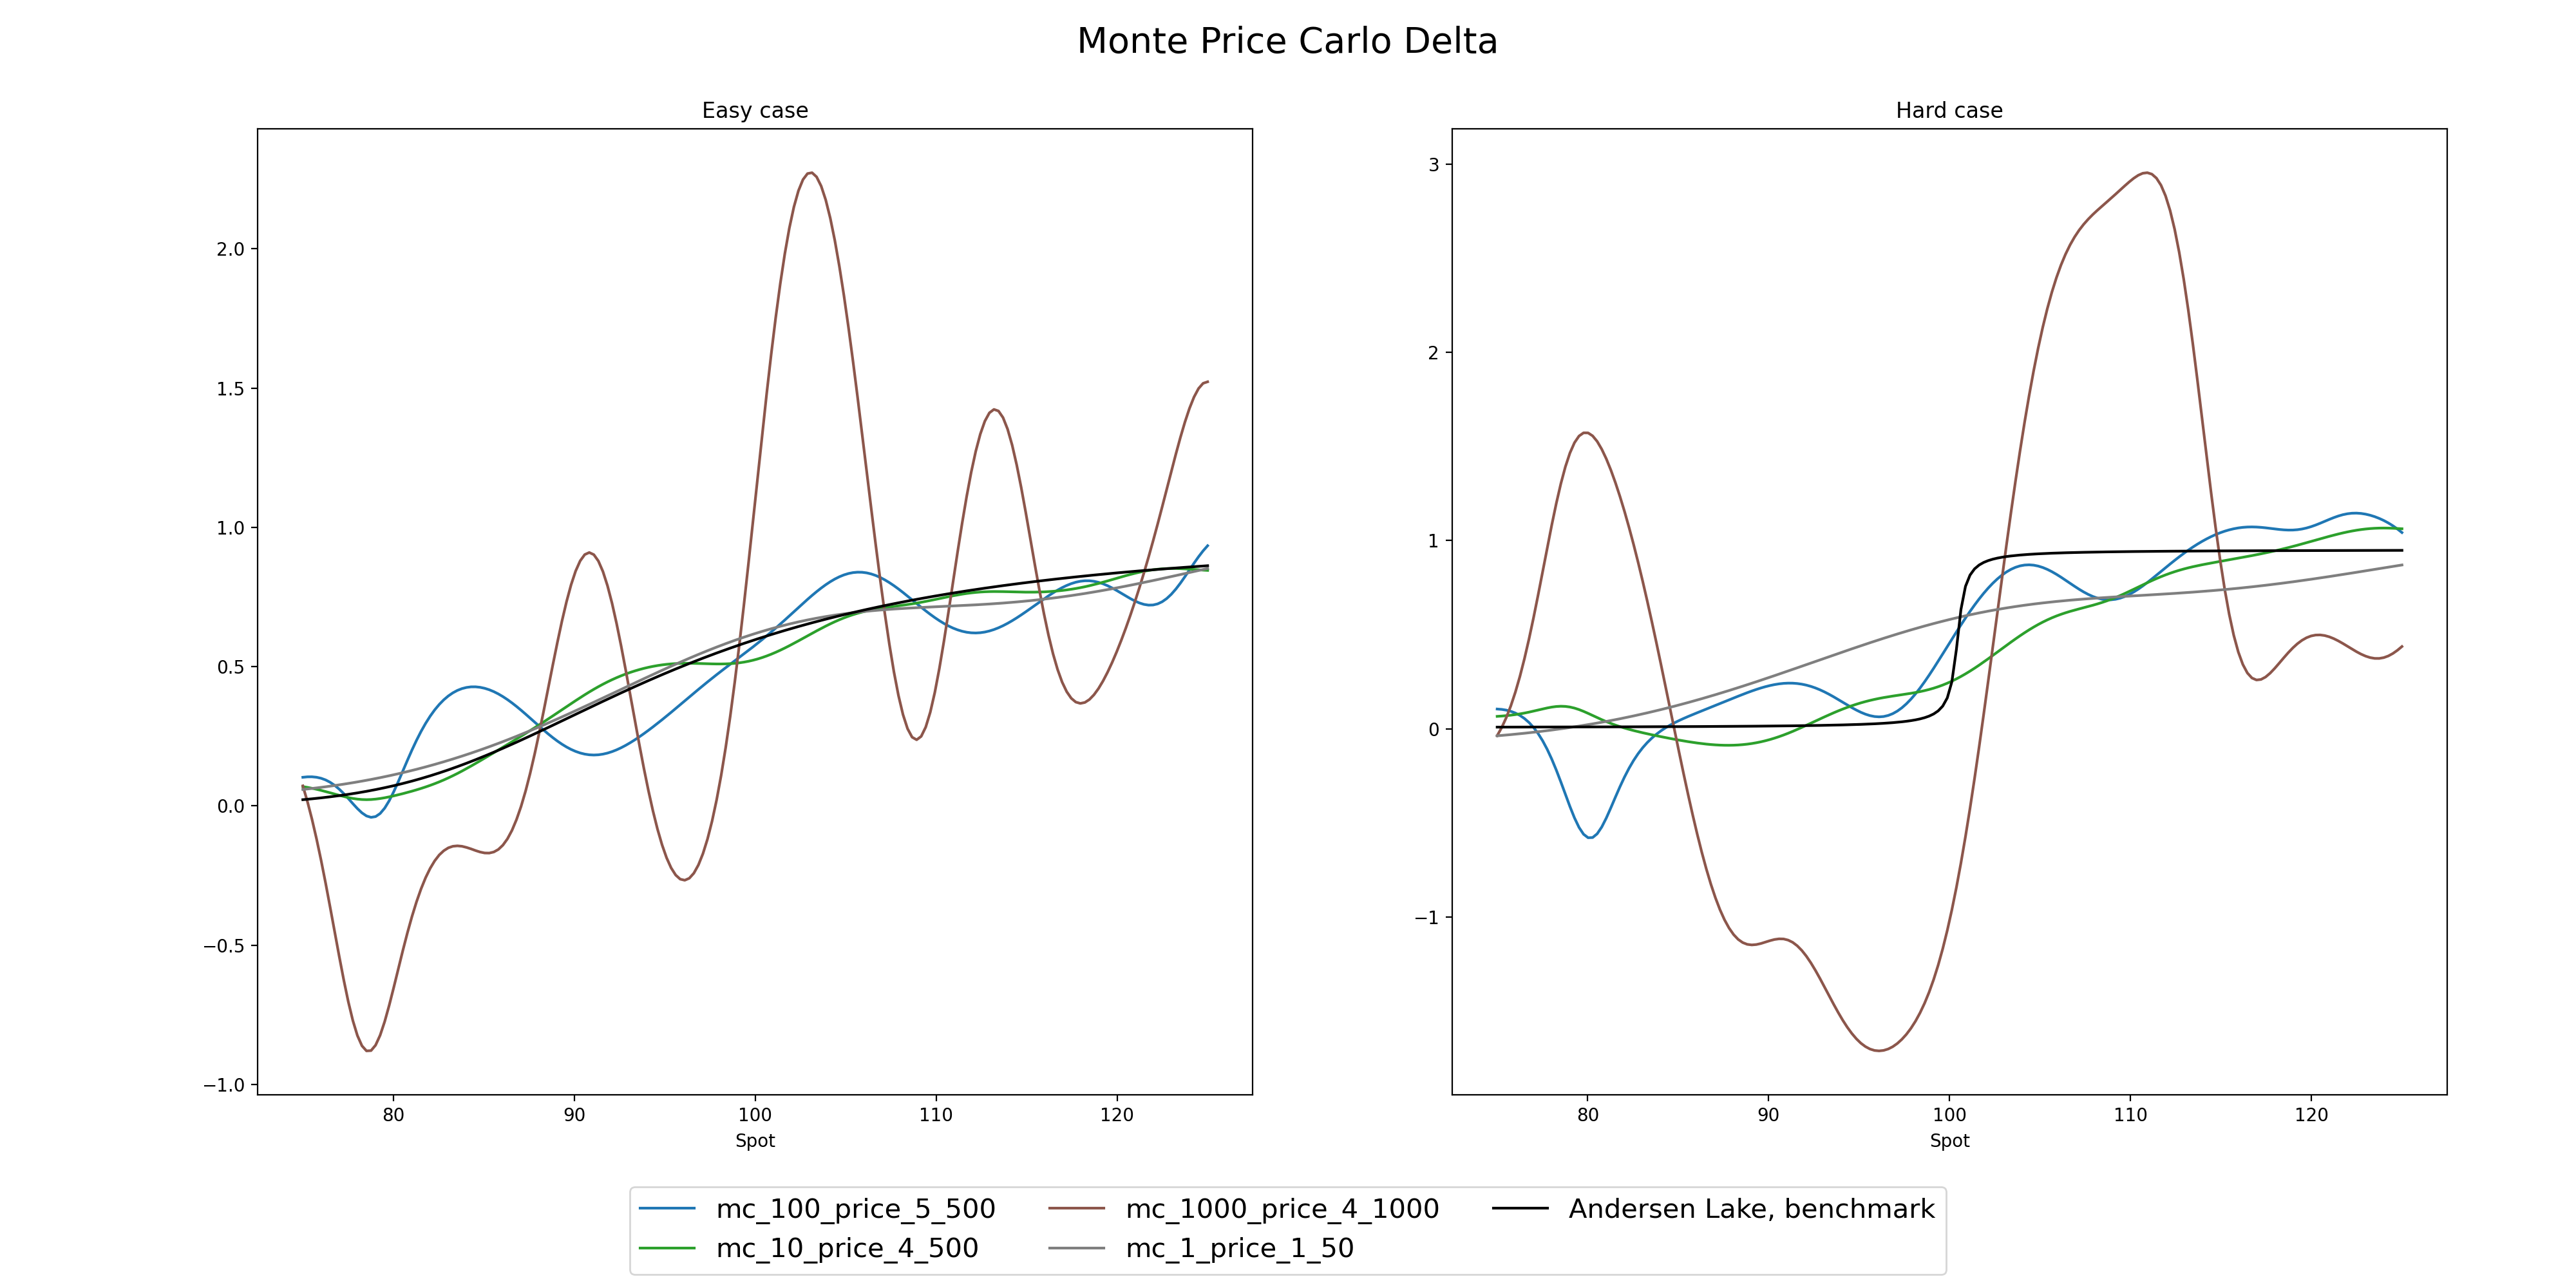 Monte Price Carlo Delta
Easy case
2.0
1.5
1.0
0.5
0.0
−0.5
−1.0
80 90 100 110 120
Spot
Hard case
3
2
1
0
−1
80 90 100 110 120
Spot
mc_100_price_5_500 mc_1000_price_4_1000 Andersen Lake, benchmark
mc_10_price_4_500 mc_1_price_1_50